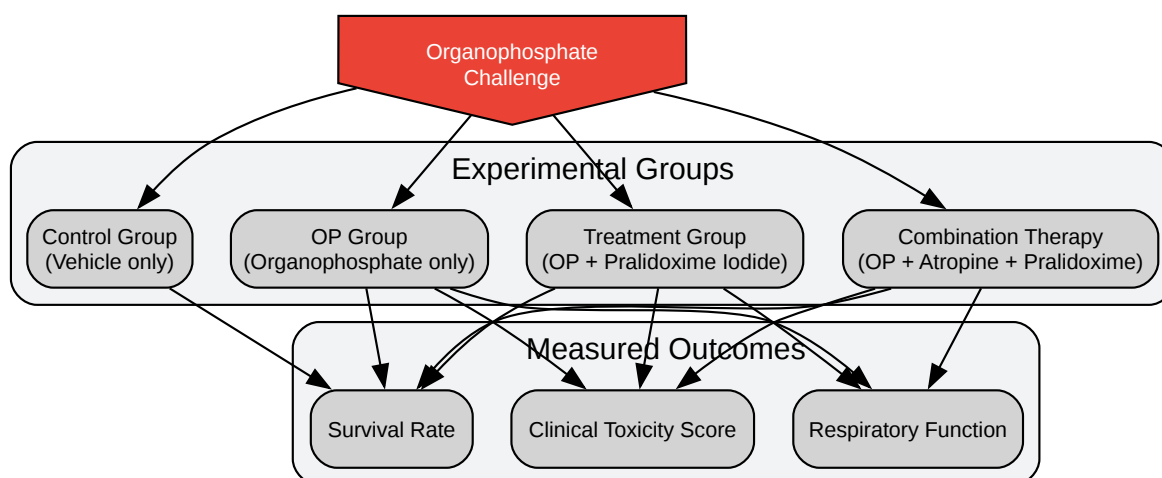 Organophosphate
Challenge
Experimental Groups
Control Group
(Vehicle only)
OP Group
(Organophosphate only)
Treatment Group
(OP + Pralidoxime Iodide)
Combination Therapy
(OP + Atropine + Pralidoxime)
Measured Outcomes
Survival Rate
Clinical Toxicity Score
Respiratory Function